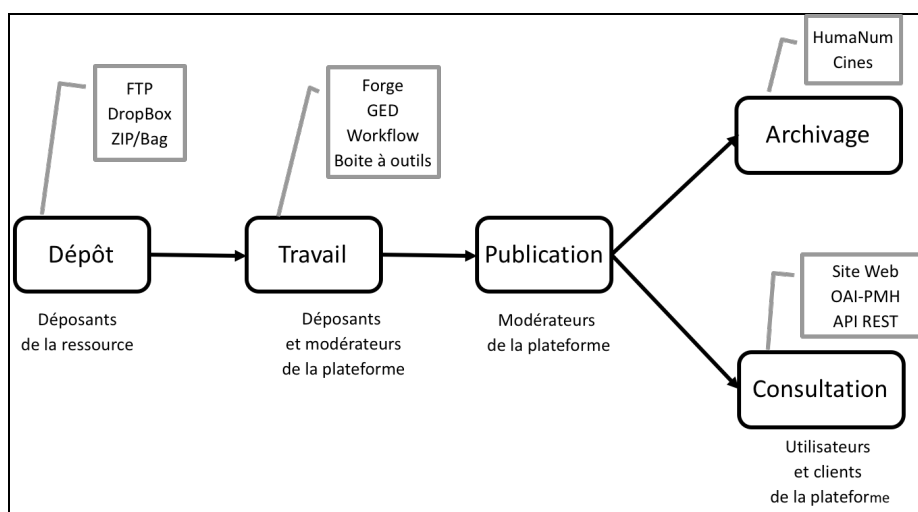 FTP
DropBox
ZIP/Bag
Forge
GED
Workflow
Boite à outils
HumaNum
Cines
Archivage
Dépôt
Travail
Publication
Déposants
de la ressource
Déposants
et modérateurs
de la plateforme
Modérateurs
de la plateforme
Site Web
OAI-PMH
API REST
Consultation
Utilisateurs
et clients
de la plateforme